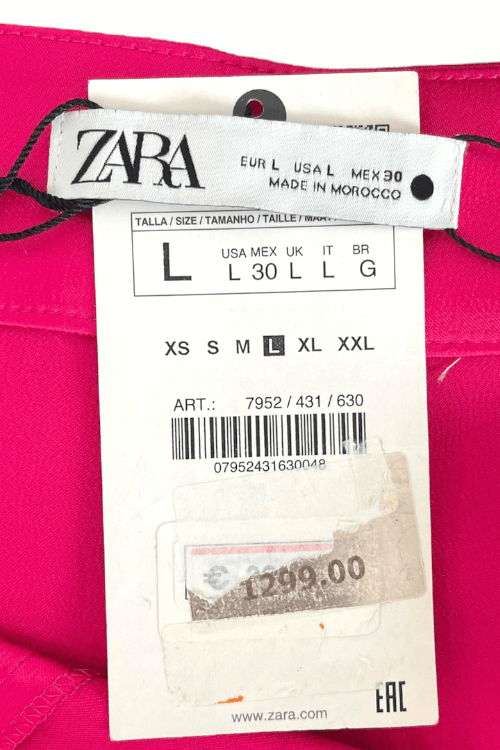 ZARA
EUR L USA L MEX 30
MADE IN MOROCCO
TALLA / SIZE / TAMANHO / TAILLE /
L
USA MEX UK IT BR
L 30 L L G
XS S M L XL XXL
ART.: 7952 / 431 / 630
07952431630048
€
1299.00
EAC
www.zara.com